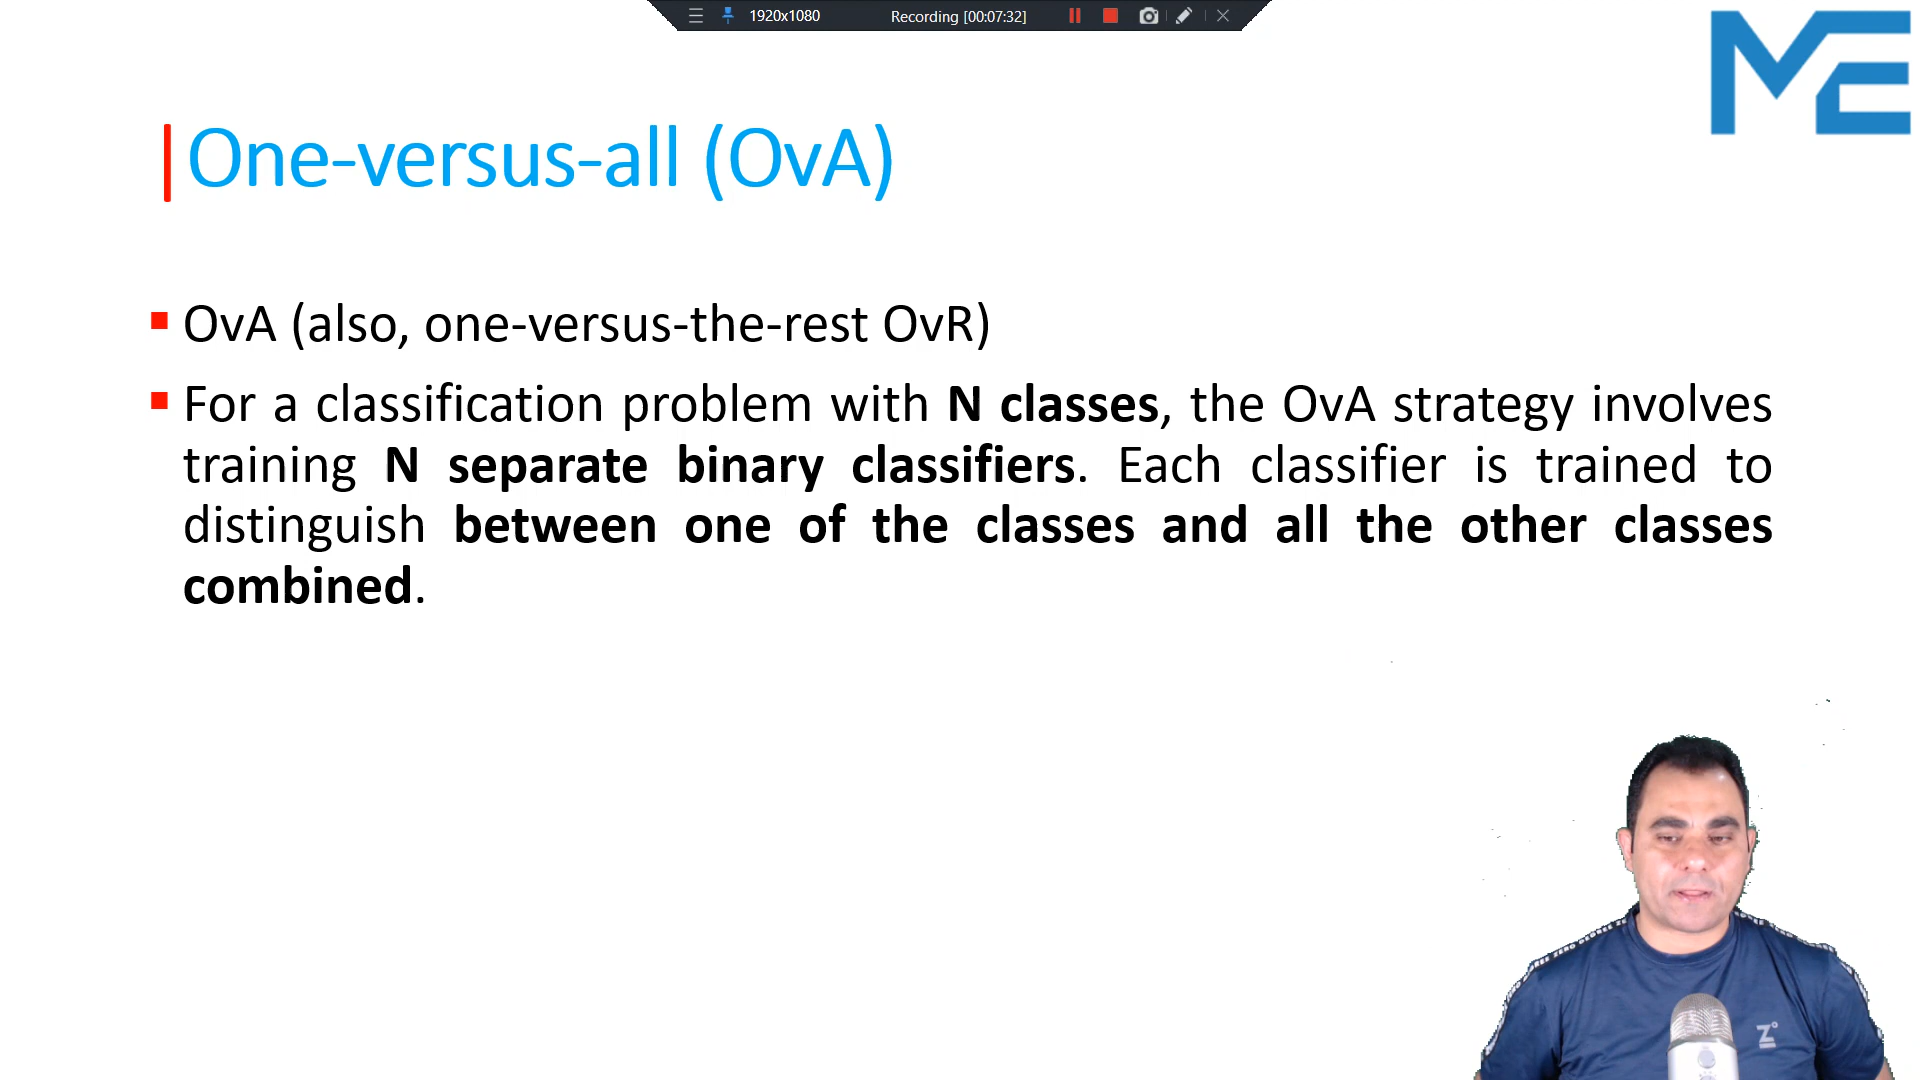 1920x1080 Recording [00:07:32]
ME
One-versus-all (OvA)
OvA (also, one-versus-the-rest OvR)
For a classification problem with N classes, the OvA strategy involves
training N separate binary classifiers. Each classifier is trained to
distinguish between one of the classes and all the other classes
combined.
Z°